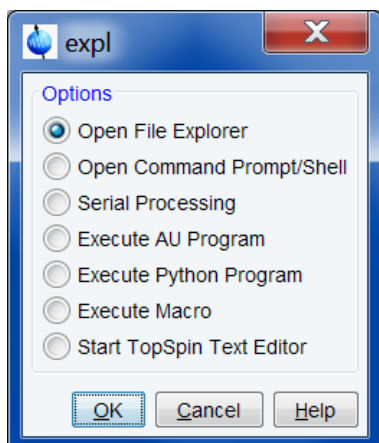 expl
Options
Open File Explorer
Open Command Prompt/Shell
Serial Processing
Execute AU Program
Execute Python Program
Execute Macro
Start TopSpin Text Editor
OK Cancel Help